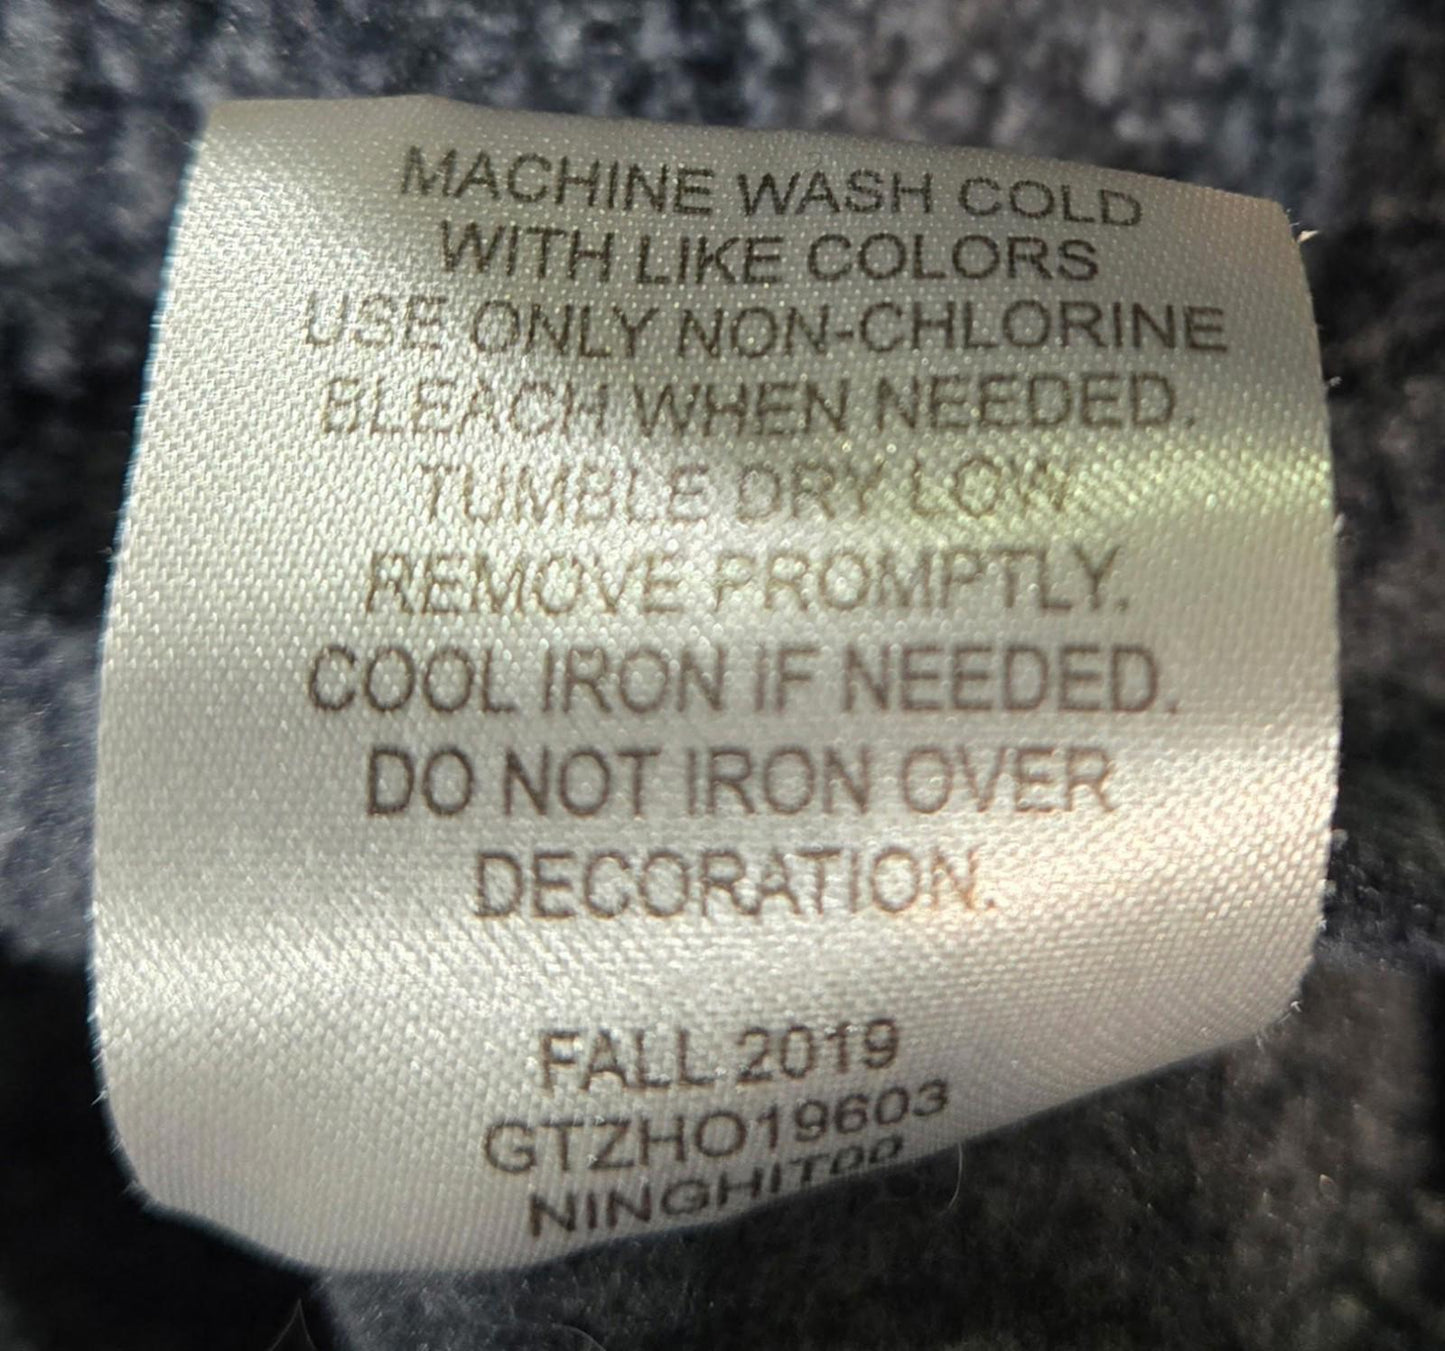 MACHINE WASH COLD
WITH LIKE COLORS
USE ONLY NON-CHLORINE
BLEACH WHEN NEEDED.
TUMBLE DRY LOW.
REMOVE PROMPTLY.
COOL IRON IF NEEDED.
DO NOT IRON OVER
DECORATION.
FALL 2019
GTZHO19603